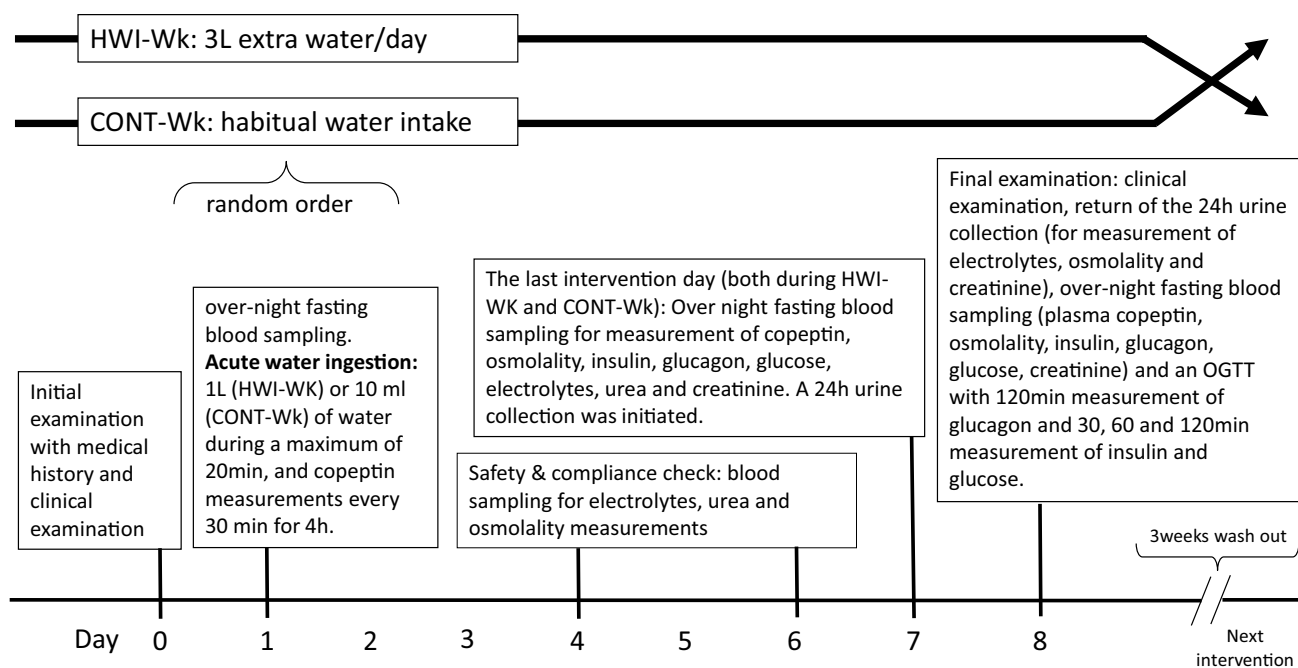 HWI-Wk: 3L extra water/day
CONT-Wk: habitual water intake
random order
Initial
examination
with medical
history and
clinical
examination
over-night fasting
blood sampling.
Acute water ingestion:
1L (HWI-WK) or 10 ml
(CONT-Wk) of water
during a maximum of
20min, and copeptin
measurements every
30 min for 4h.
The last intervention day (both during HWI-
WK and CONT-Wk): Over night fasting blood
sampling for measurement of copeptin,
osmolality, insulin, glucagon, glucose,
electrolytes, urea and creatinine. A 24h urine
collection was initiated.
Safety & compliance check: blood
sampling for electrolytes, urea and
osmolality measurements
Final examination: clinical
examination, return of the 24h urine
collection (for measurement of
electrolytes, osmolality and
creatinine), over-night fasting blood
sampling (plasma copeptin,
osmolality, insulin, glucagon,
glucose, creatinine) and an OGTT
with 120min measurement of
glucagon and 30, 60 and 120min
measurement of insulin and
glucose.
3weeks wash out
Day 0 1 2 3 4 5 6 7 8
Next
intervention